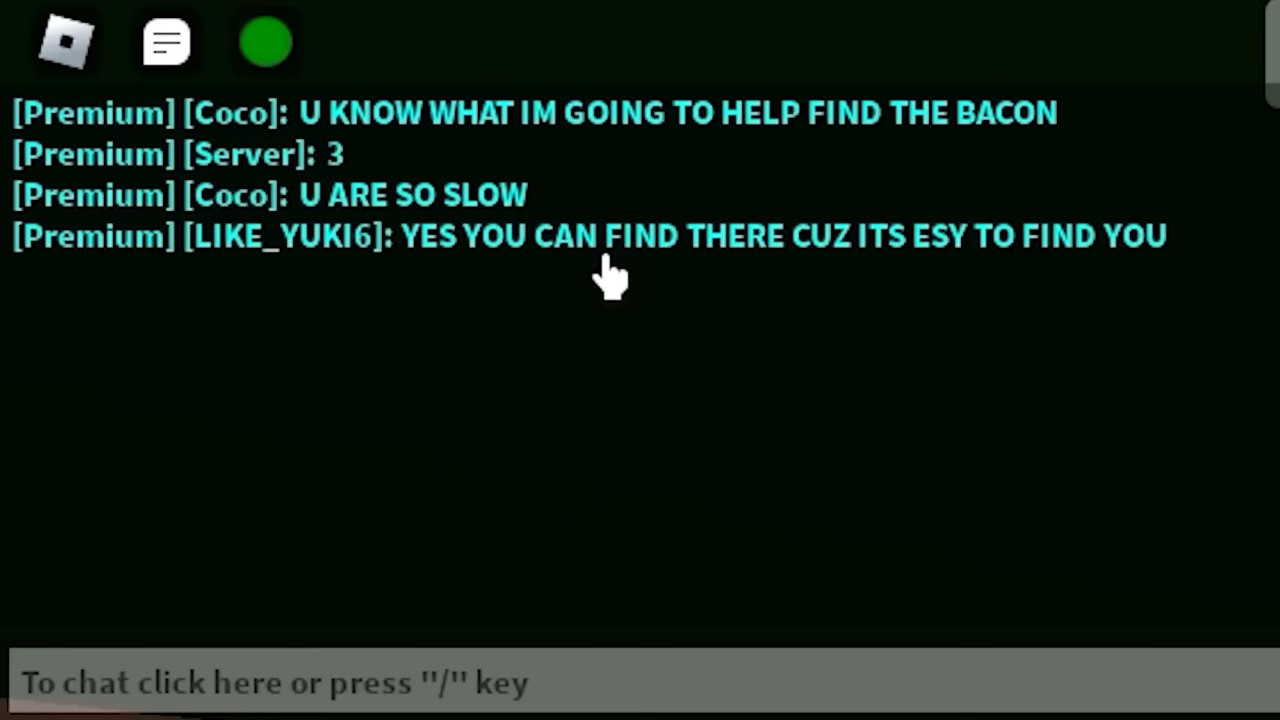 [Premium] [Coco]: U KNOW WHAT IM GOING TO HELP FIND THE BACON
[Premium] [Server]: 3
[Premium] [Coco]: U ARE SO SLOW
[Premium] [LIKE_YUKI6]: YES YOU CAN FIND THERE CUZ ITS ESY TO FIND YOU
To chat click here or press "/" key